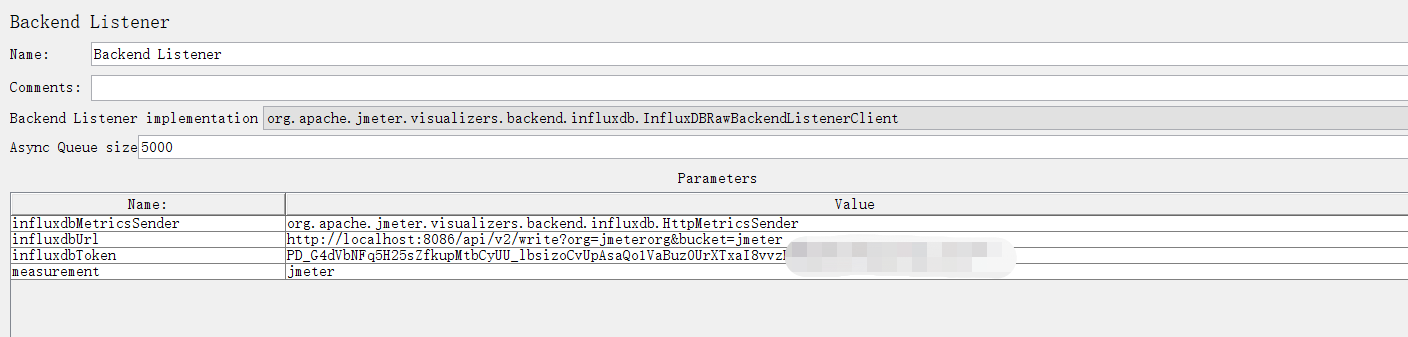 Backend Listener
Name: Backend Listener
Comments:
Backend Listener implementation org.apache.jmeter.visualizers.backend.influxdb.InfluxDBRawBackendListenerClient
Async Queue size 5000
Parameters
Name: Value
influxdbMetricsSender org.apache.jmeter.visualizers.backend.influxdb.HttpMetricsSender
influxdbUrl http://localhost:8086/api/v2/write?org=jmeterorg&bucket=jmeter
influxdbToken PD_G4dVbNFq5H25sZfkupMtbCyUU_lbsizoCvUpAsaQo1VaBuz0UrXTxaI8vvz
measurement jmeter